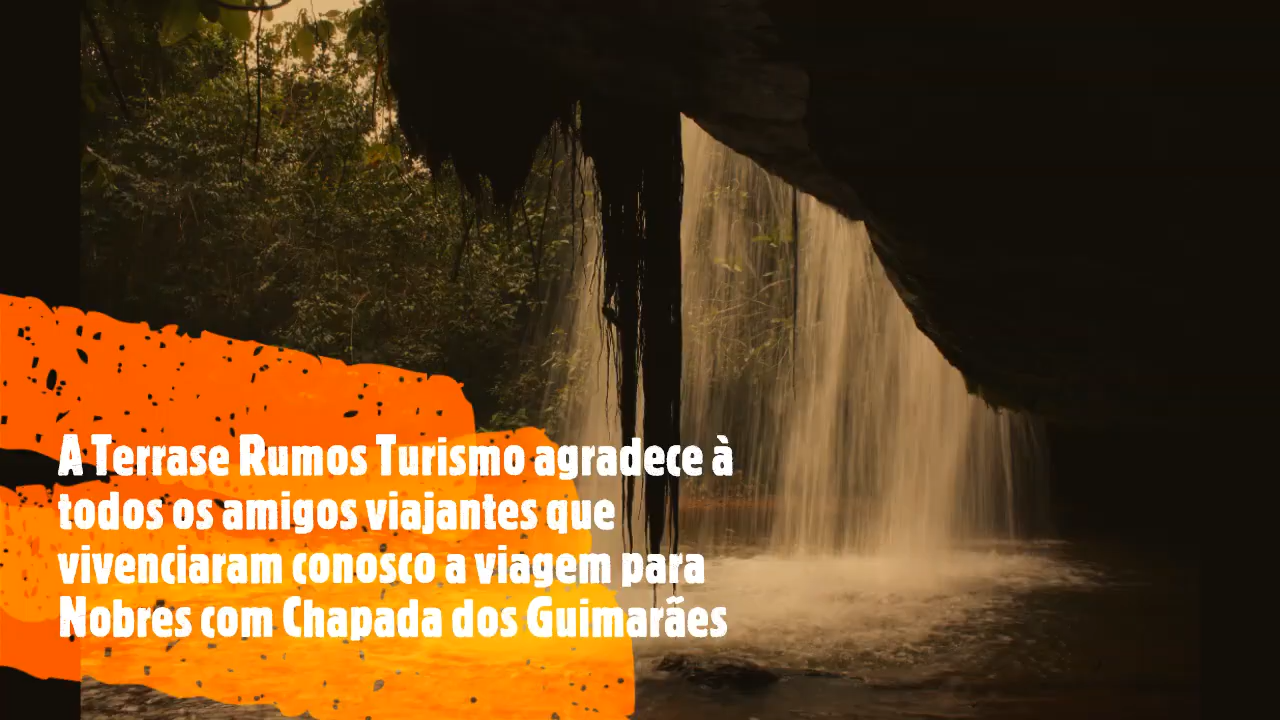 A Terrase Rumos Turismo agradece à
todos os amigos viajantes que
vivenciaram conosco a viagem para
Nobres com Chapada dos Guimarães